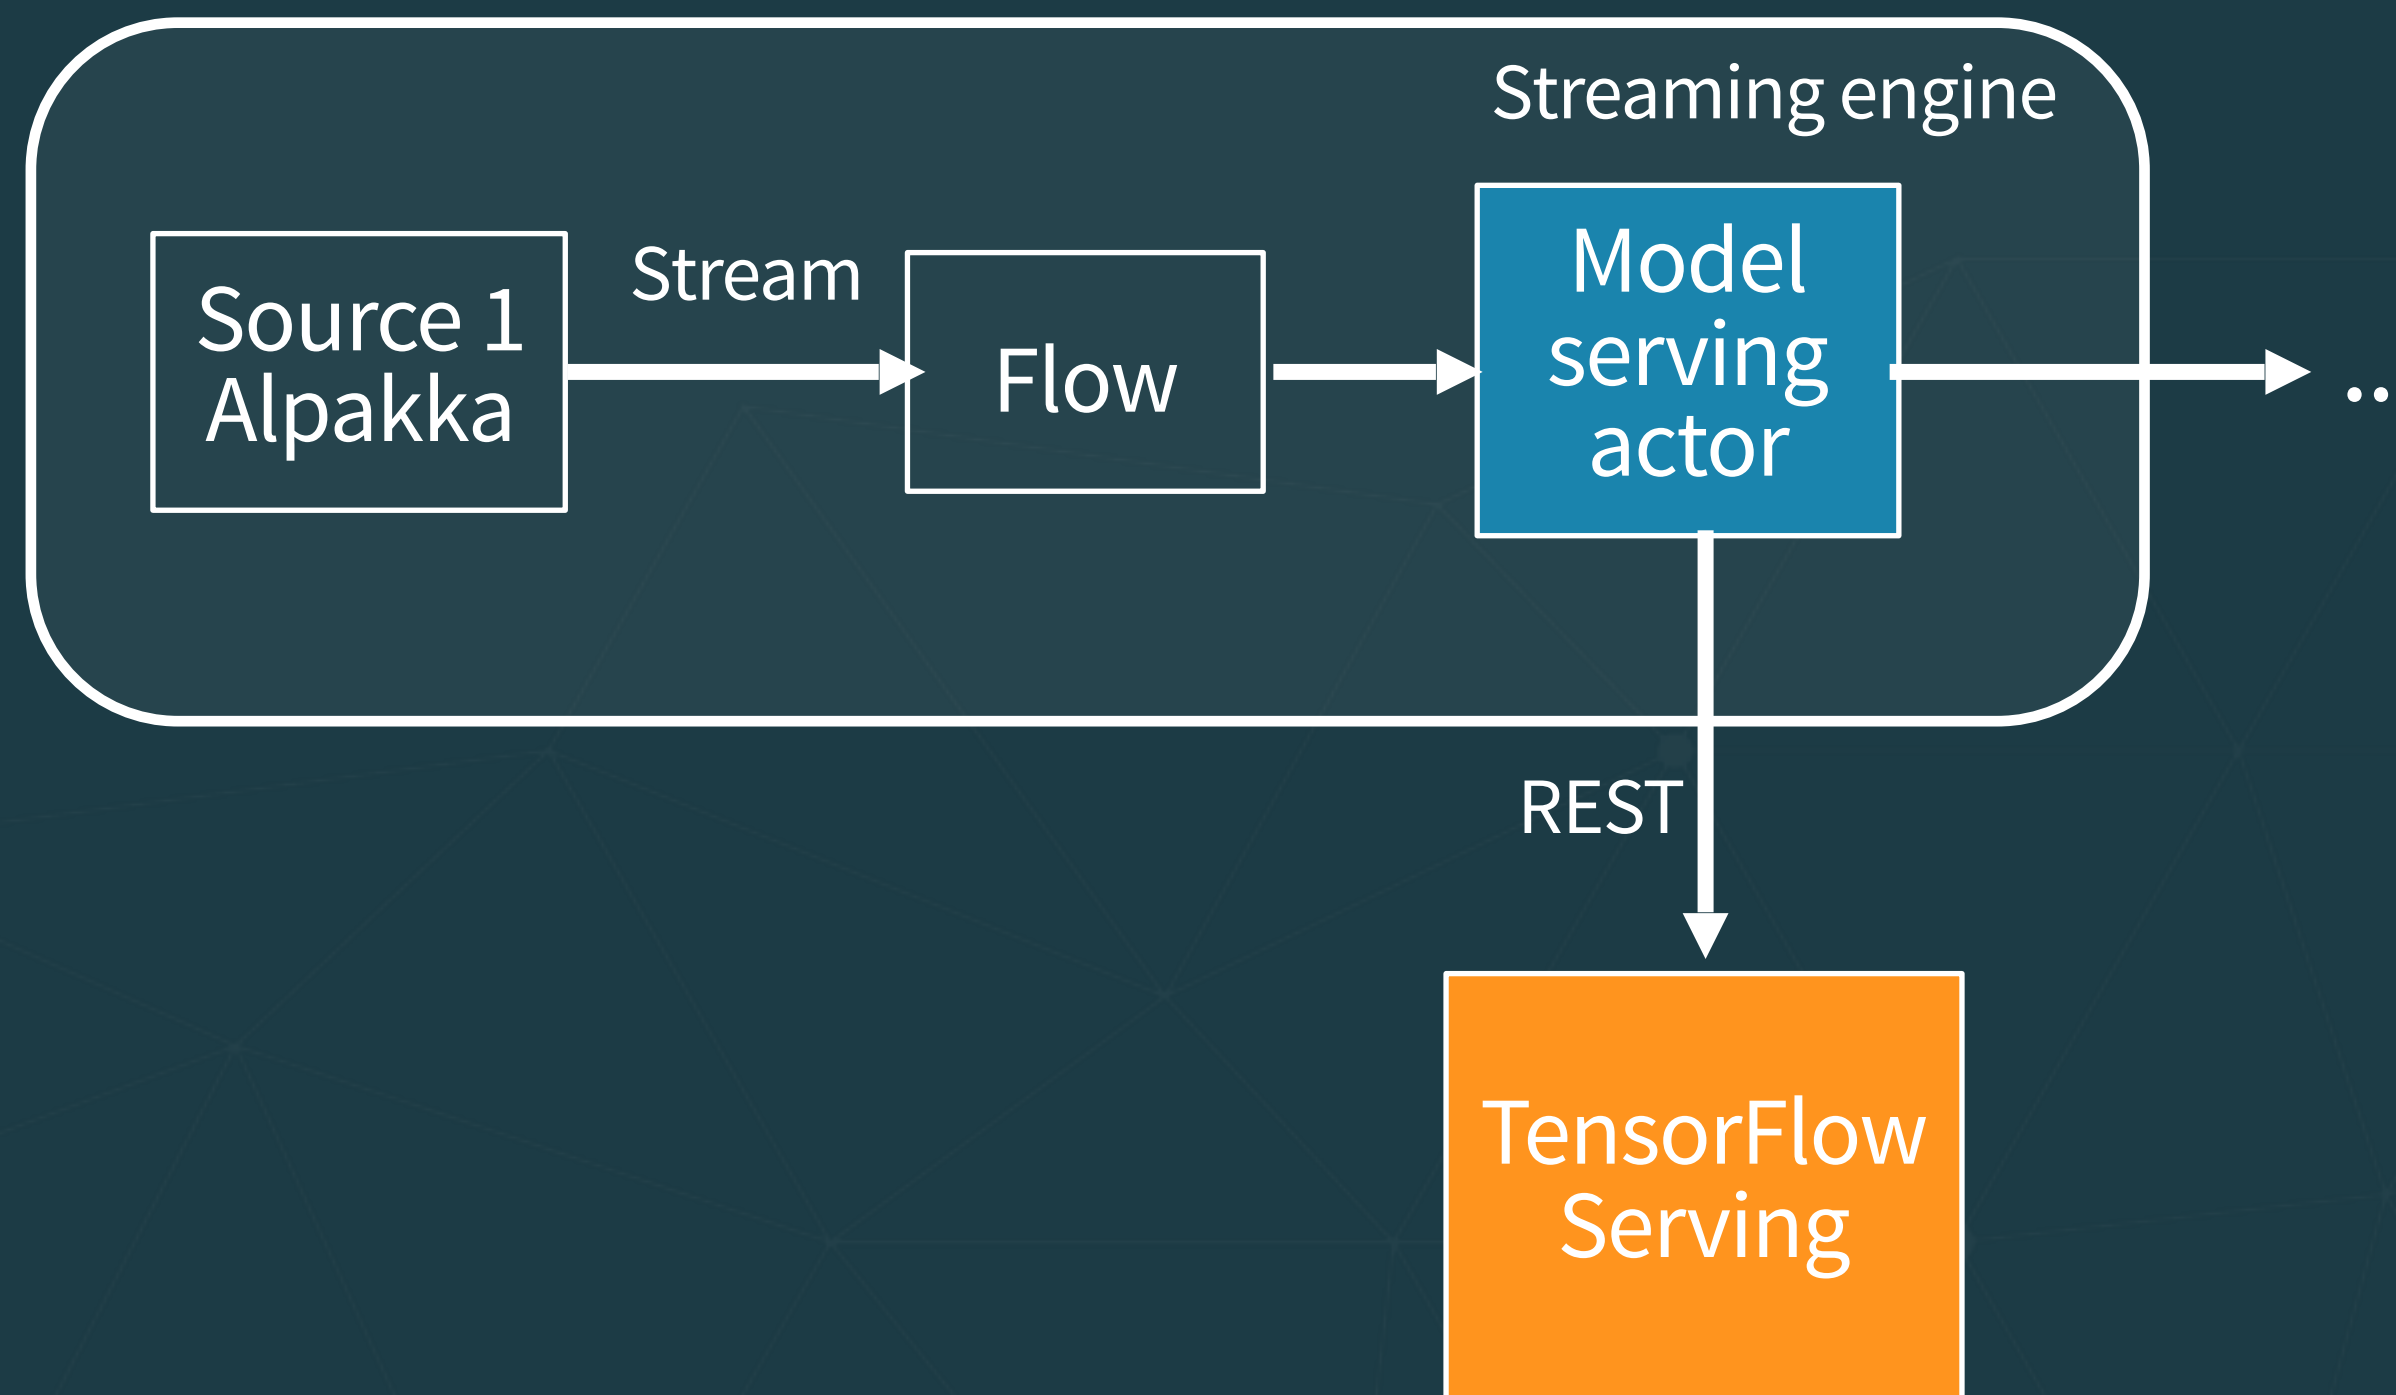 Streaming engine
Source 1
Alpakka
Stream
Flow
Model
serving
actor
..
REST
TensorFlow
Serving